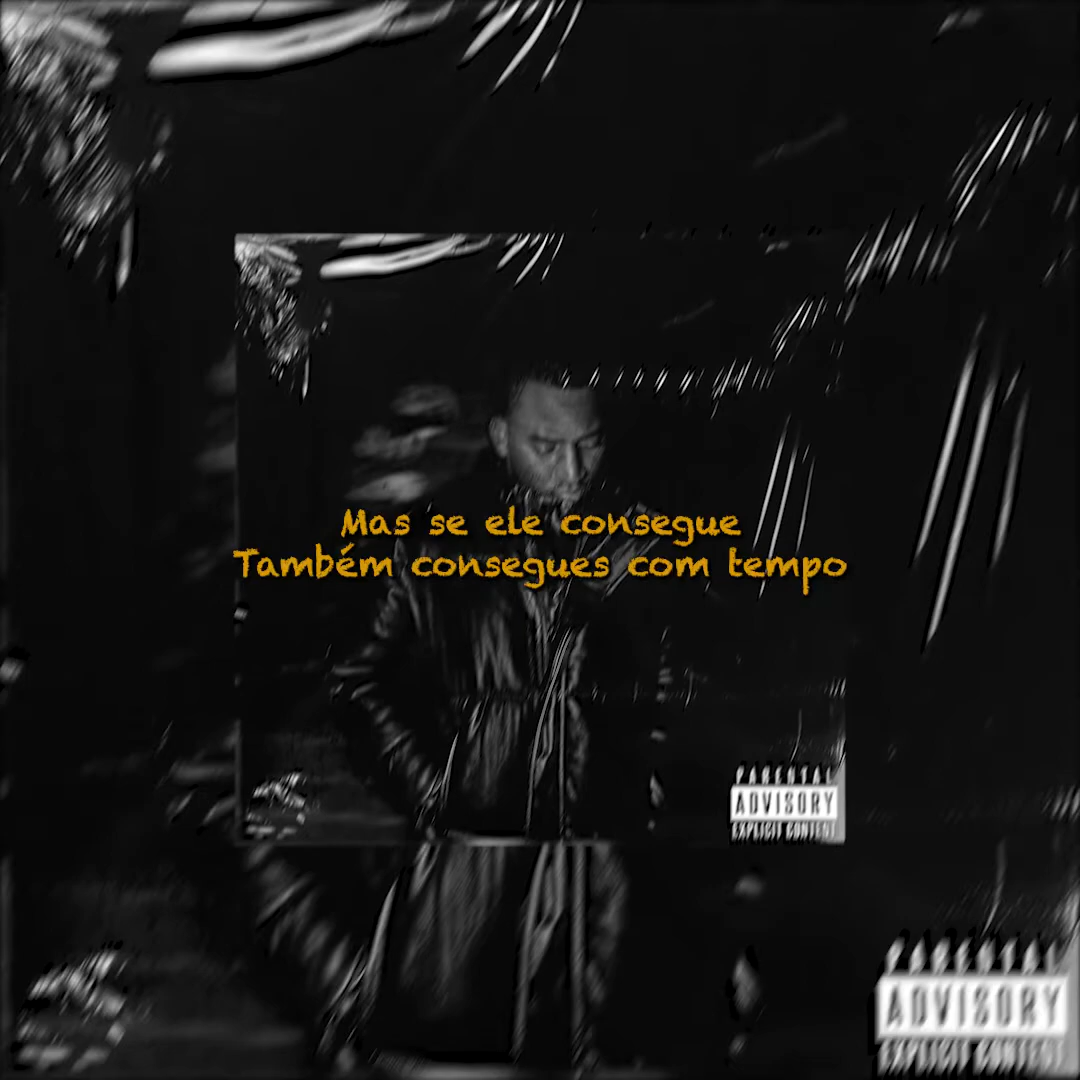 Mas se ele consegue
Também consegues com tempo
PARENTAL
ADVISORY
EXPLICIT CONTENT
PARENTAL
ADVISORY
EXPLICIT CONTENT